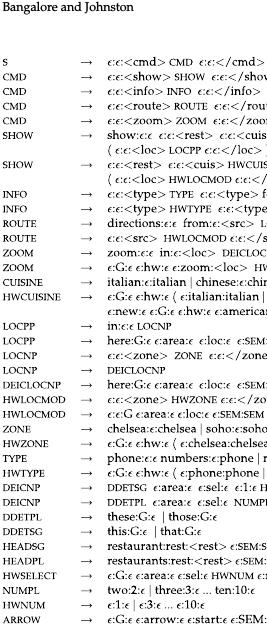 Bangalore and Johnston
S → ϵ:ϵ:<cmd> CMD ϵ:ϵ:</cmd>
CMD → ϵ:ϵ:<show> SHOW ϵ:ϵ:</show
CMD → ϵ:ϵ:<info> INFO ϵ:ϵ:</info>
CMD → ϵ:ϵ:<route> ROUTE ϵ:ϵ:</rou
CMD → ϵ:ϵ:<zoom> ZOOM ϵ:ϵ:</zoo
SHOW → show:ϵ:ϵ ϵ:ϵ:<rest> ϵ:ϵ:<cuis
( ϵ:ϵ:<loc> LOCPP ϵ:ϵ:</loc>
SHOW → ϵ:ϵ:<rest> ϵ:ϵ:<cuis> HWCUIS
( ϵ:ϵ:<loc> HWLOCMOD ϵ:ϵ:</
INFO → ϵ:ϵ:<type> TYPE ϵ:ϵ:</type> f
INFO → ϵ:ϵ:<type> HWTYPE ϵ:ϵ:</type
ROUTE → directions:ϵ:ϵ from:ϵ:ϵ:<src> L
ROUTE → ϵ:ϵ:<src> HWLOCMOD ϵ:ϵ:</s
ZOOM → zoom:ϵ:ϵ in:ϵ:<loc> DEICLOC
ZOOM → ϵ:G:ϵ ϵ:hw:ϵ ϵ:zoom:<loc> HW
CUISINE → italian:ϵ:italian | chinese:ϵ:chin
HWCUISINE → ϵ:G:ϵ ϵ:hw:ϵ ( ϵ:italian:italian |
ϵ:new:ϵ ϵ:G:ϵ ϵ:hw:ϵ ϵ:america
LOCPP → in:ϵ:ϵ LOCNP
LOCPP → here:G:ϵ ϵ:area:ϵ ϵ:loc:ϵ ϵ:SEM:
LOCNP → ϵ:ϵ:<zone> ZONE ϵ:ϵ:</zone
LOCNP → DEICLOCNP
DEICLOCNP → here:G:ϵ ϵ:area:ϵ ϵ:loc:ϵ ϵ:SEM:
HWLOCMOD → ϵ:ϵ:<zone> HWZONE ϵ:ϵ:</zo
HWLOCMOD → ϵ:ϵ:G ϵ:area:ϵ ϵ:loc:ϵ ϵ:SEM:SEM
ZONE → chelsea:ϵ:chelsea | soho:ϵ:soho
HWZONE → ϵ:G:ϵ ϵ:hw:ϵ ( ϵ:chelsea:chelsea
TYPE → phone:ϵ:ϵ numbers:ϵ:phone | r
HWTYPE → ϵ:G:ϵ ϵ:hw:ϵ ( ϵ:phone:phone |
DEICNP → DDETSG ϵ:area:ϵ ϵ:sel:ϵ ϵ:1:ϵ H
DEICNP → DDETPL ϵ:area:ϵ ϵ:sel:ϵ NUMPL
DDETPL → these:G:ϵ | those:G:ϵ
DDETSG → this:G:ϵ | that:G:ϵ
HEADSG → restaurant:rest:<rest> ϵ:SEM:S
HEADPL → restaurants:rest:<rest> ϵ:SEM:
HWSELECT → ϵ:G:ϵ ϵ:area:ϵ ϵ:sel:ϵ HWNUM ϵ:
NUMPL → two:2:ϵ | three:3:ϵ ... ten:10:ϵ
HWNUM → ϵ:1:ϵ | ϵ:3:ϵ ... ϵ:10:ϵ
ARROW → ϵ:G:ϵ ϵ:arrow:ϵ ϵ:start:ϵ ϵ:SEM: